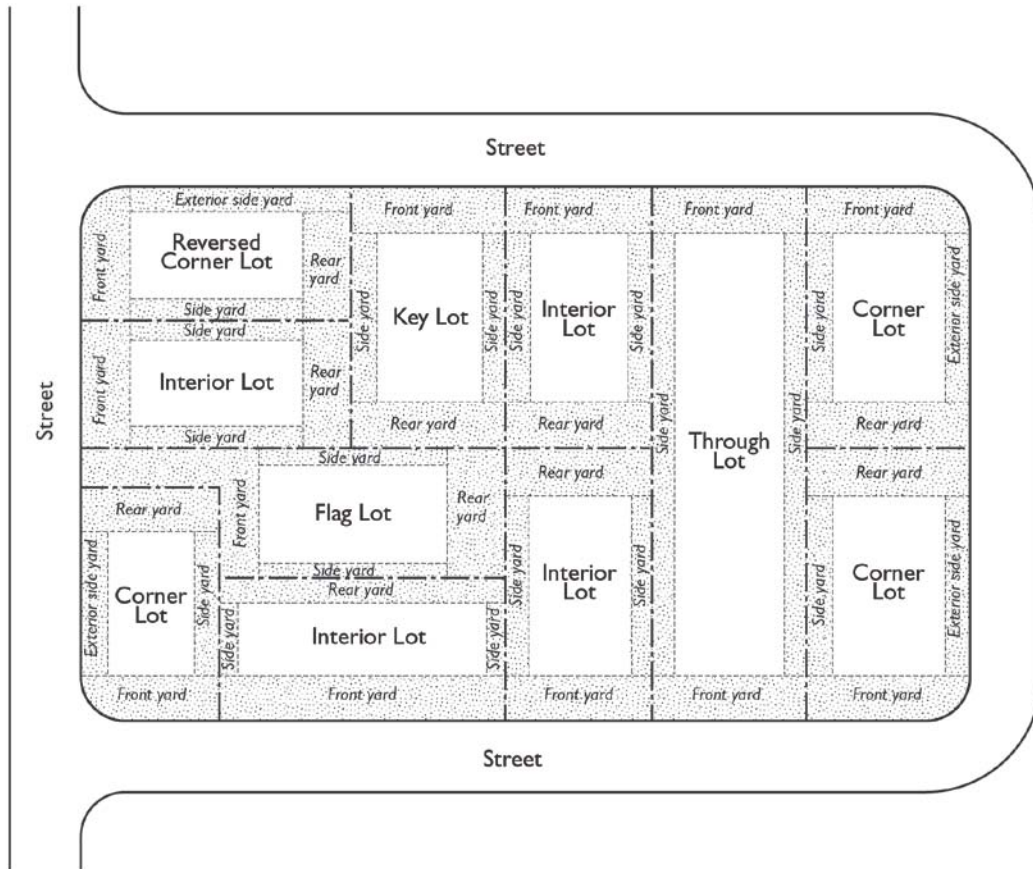 Street
Exterior side yard
Front yard
Reversed
Corner Lot
Rear
yard
Side yard
Front yard
Side yard
Key Lot
Side yard
Rear yard
Front yard
Side yard
Interior
Lot
Side yard
Rear yard
Front yard
Front yard
Corner
Lot
Side yard
Exterior side yard
Rear yard
Street
Side yard
Front yard
Interior Lot
Rear
yard
Side yard
Side yard
Through
Lot
Side yard
Front yard
Side yard
Front yard
Flag Lot
Rear
yard
Side yard
Rear yard
Exterior side yard
Corner
Lot
Side yard
Front yard
Rear yard
Side yard
Interior Lot
Side yard
Front yard
Rear yard
Side yard
Interior
Lot
Side yard
Front yard
Rear yard
Side yard
Corner
Lot
Exterior side yard
Front yard
Street